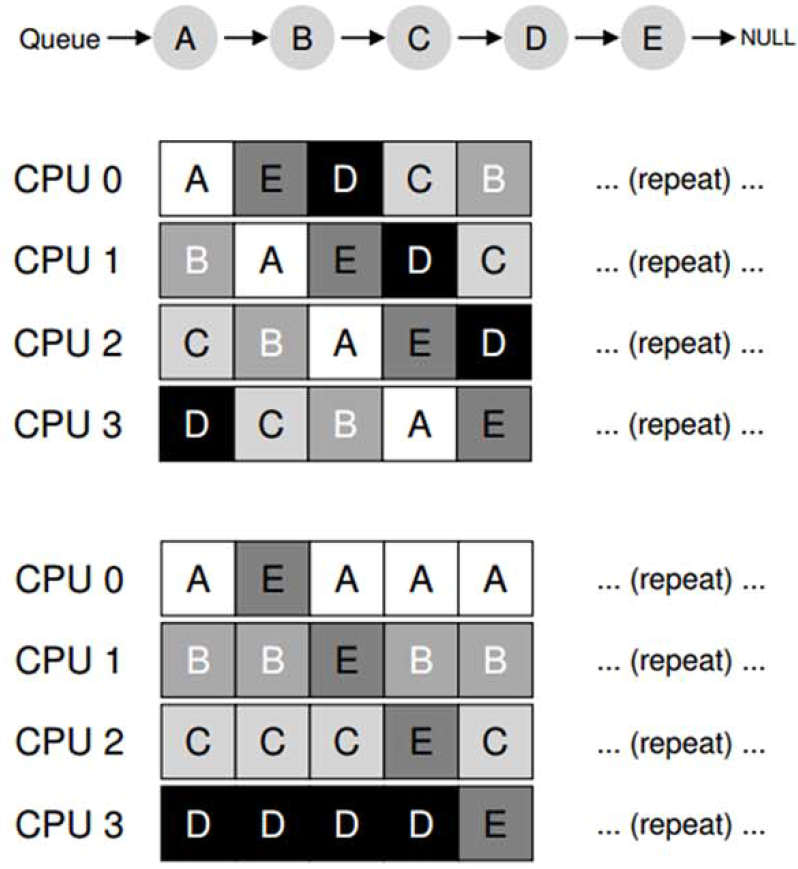 Queue A B C D E NULL
CPU 0 A E D C B ... (repeat) ...
CPU 1 B A E D C ... (repeat) ...
CPU 2 C B A E D ... (repeat) ...
CPU 3 D C B A E ... (repeat) ...
CPU 0 A E A A A ... (repeat) ...
CPU 1 B B E B B ... (repeat) ...
CPU 2 C C C E C ... (repeat) ...
CPU 3 D D D D E ... (repeat) ...